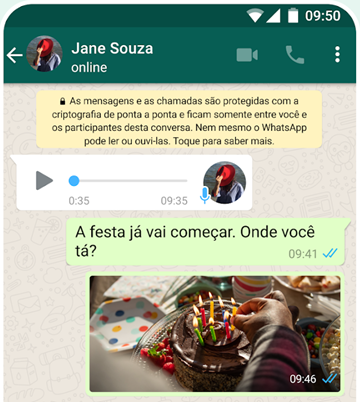 09:50
Jane Souza
online
As mensagens e as chamadas são protegidas com a
criptografia de ponta a ponta e ficam somente entre você e
os participantes desta conversa. Nem mesmo o WhatsApp
pode ler ou ouvi-las. Toque para saber mais.
0:35 09:35
A festa já vai começar. Onde você
tá?
09:41
09:46